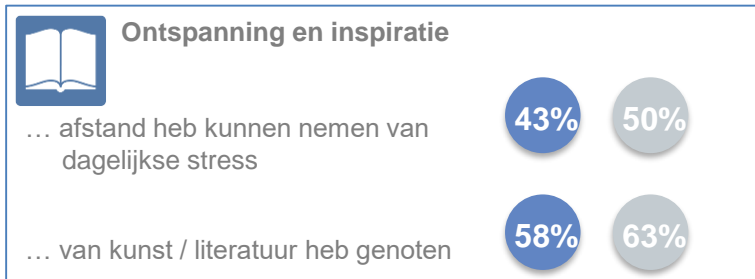 Ontspanning en inspiratie
… afstand heb kunnen nemen van
dagelijkse stress
43% 50%
… van kunst / literatuur heb genoten
58% 63%